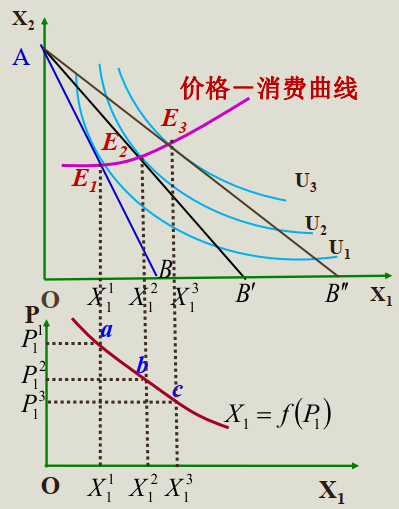 X₂
A
价格－消费曲线
E₃
E₂
E₁
U₃
U₂
U₁
B
O
X₁¹
X₁²
X₁³
B′
B″
X₁
P
P₁¹
a
P₁²
b
P₁³
c
X₁ = f(P₁)
O
X₁¹
X₁²
X₁³
X₁